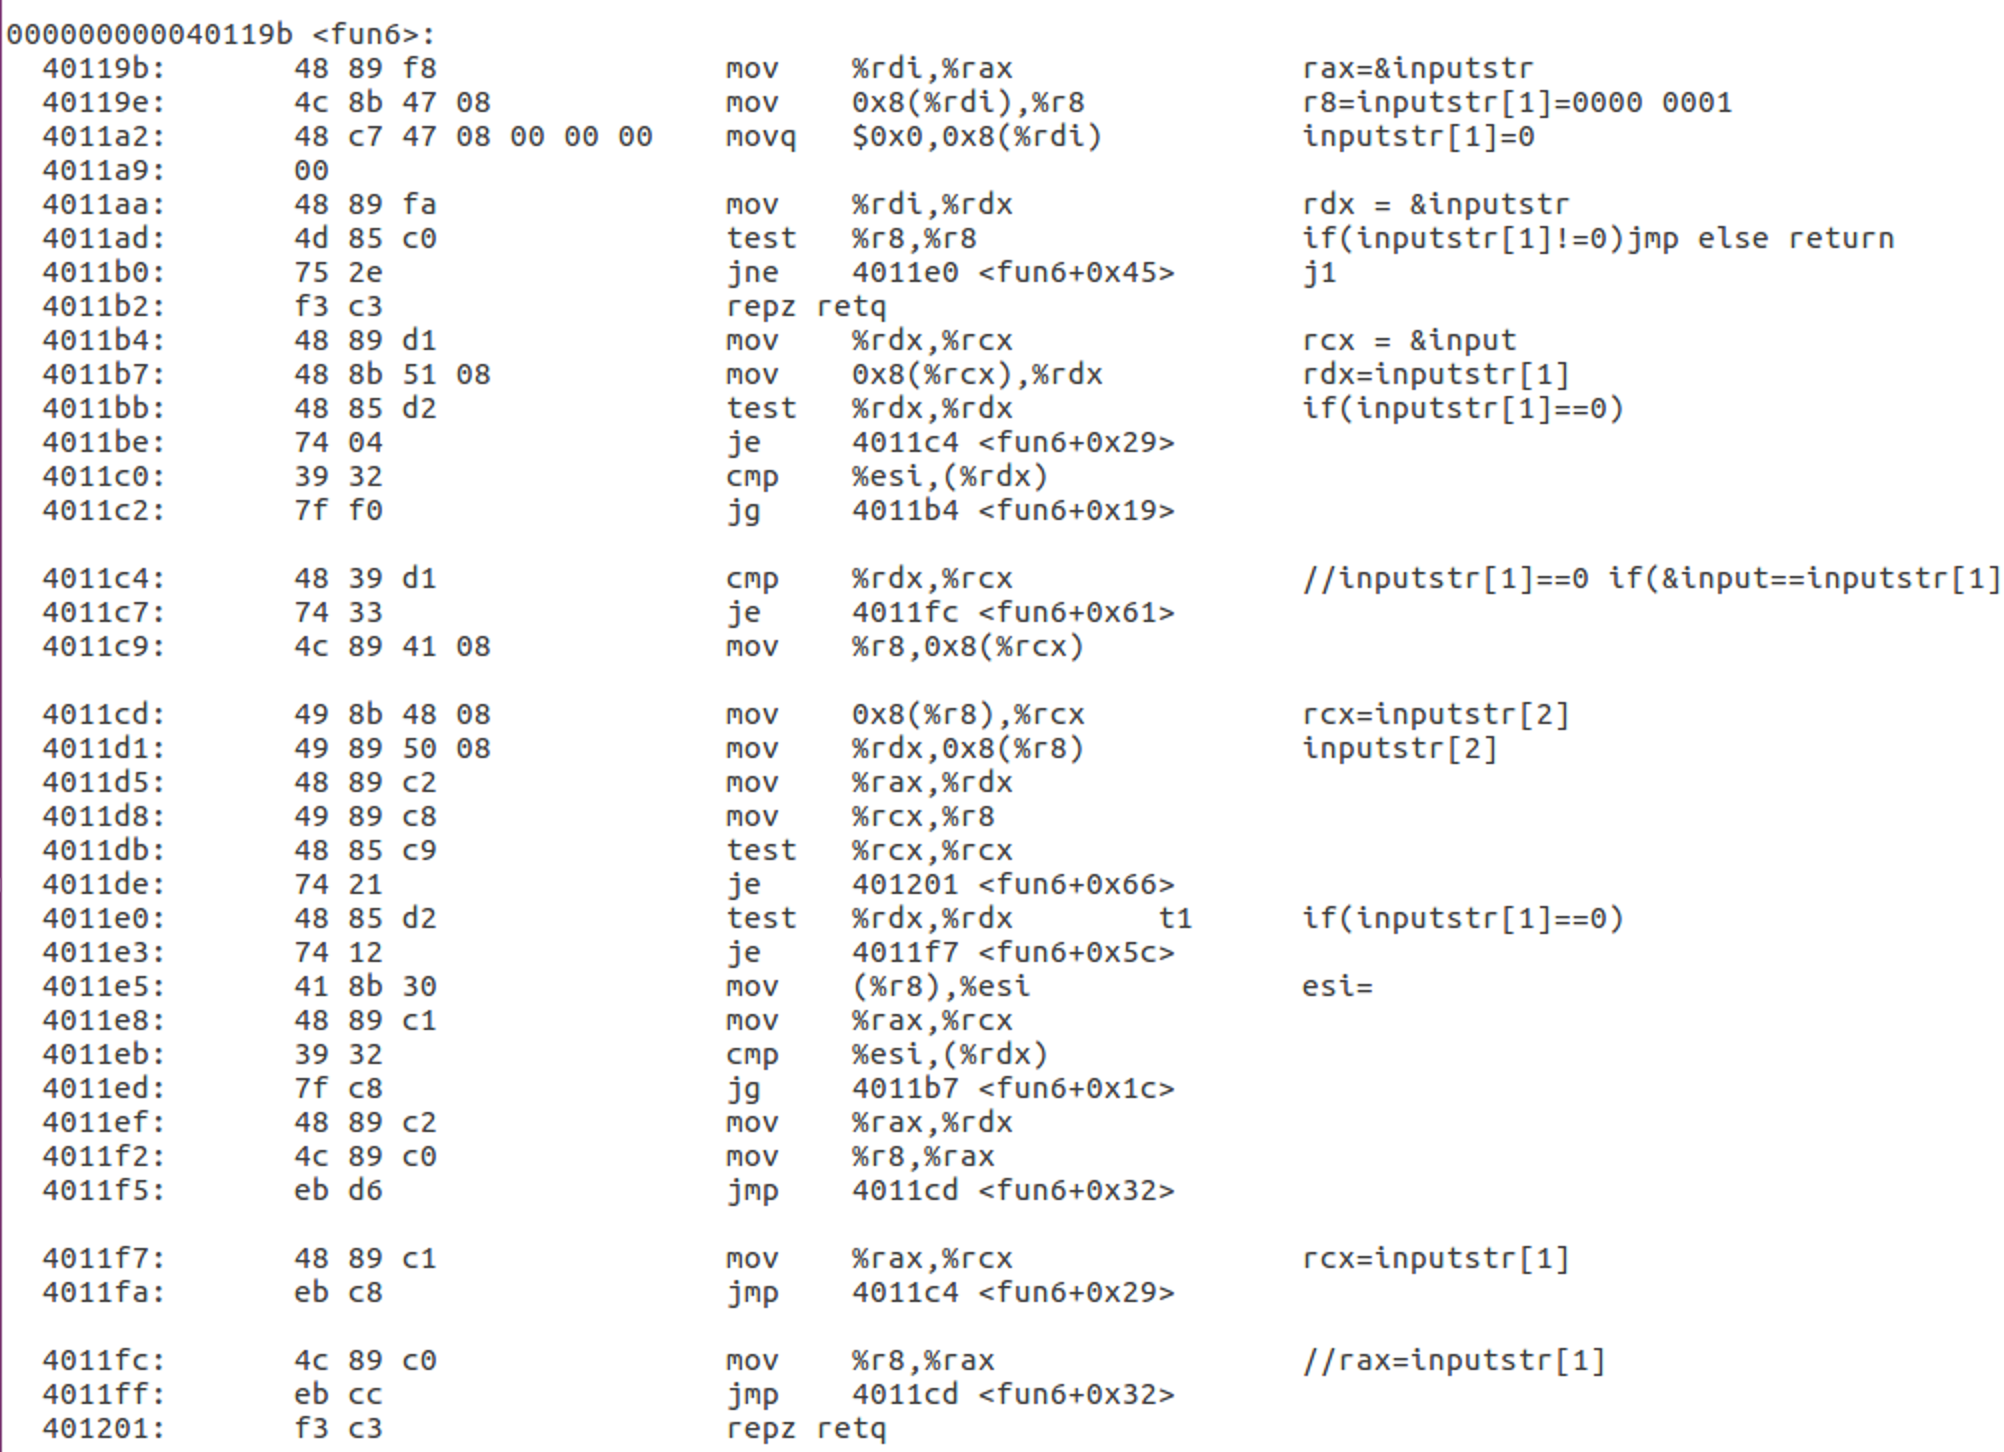 000000000040119b <fun6>:
40119b: 48 89 f8 mov %rdi,%rax rax=&inputstr
40119e: 4c 8b 47 08 mov 0x8(%rdi),%r8 r8=inputstr[1]=0000 0001
4011a2: 48 c7 47 08 00 00 00 movq $0x0,0x8(%rdi) inputstr[1]=0
4011a9: 00
4011aa: 48 89 fa mov %rdi,%rdx rdx = &inputstr
4011ad: 4d 85 c0 test %r8,%r8 if(inputstr[1]!=0)jmp else return
4011b0: 75 2e jne 4011e0 <fun6+0x45> j1
4011b2: f3 c3 repz retq
4011b4: 48 89 d1 mov %rdx,%rcx rcx = &input
4011b7: 48 8b 51 08 mov 0x8(%rcx),%rdx rdx=inputstr[1]
4011bb: 48 85 d2 test %rdx,%rdx if(inputstr[1]==0)
4011be: 74 04 je 4011c4 <fun6+0x29>
4011c0: 39 32 cmp %esi,(%rdx)
4011c2: 7f f0 jg 4011b4 <fun6+0x19>
4011c4: 48 39 d1 cmp %rdx,%rcx //inputstr[1]==0 if(&input==inputstr[1]
4011c7: 74 33 je 4011fc <fun6+0x61>
4011c9: 4c 89 41 08 mov %r8,0x8(%rcx)
4011cd: 49 8b 48 08 mov 0x8(%r8),%rcx rcx=inputstr[2]
4011d1: 49 89 50 08 mov %rdx,0x8(%r8) inputstr[2]
4011d5: 48 89 c2 mov %rax,%rdx
4011d8: 49 89 c8 mov %rcx,%r8
4011db: 48 85 c9 test %rcx,%rcx
4011de: 74 21 je 401201 <fun6+0x66>
4011e0: 48 85 d2 test %rdx,%rdx t1 if(inputstr[1]==0)
4011e3: 74 12 je 4011f7 <fun6+0x5c>
4011e5: 41 8b 30 mov (%r8),%esi esi=
4011e8: 48 89 c1 mov %rax,%rcx
4011eb: 39 32 cmp %esi,(%rdx)
4011ed: 7f c8 jg 4011b7 <fun6+0x1c>
4011ef: 48 89 c2 mov %rax,%rdx
4011f2: 4c 89 c0 mov %r8,%rax
4011f5: eb d6 jmp 4011cd <fun6+0x32>
4011f7: 48 89 c1 mov %rax,%rcx rcx=inputstr[1]
4011fa: eb c8 jmp 4011c4 <fun6+0x29>
4011fc: 4c 89 c0 mov %r8,%rax //rax=inputstr[1]
4011ff: eb cc jmp 4011cd <fun6+0x32>
401201: f3 c3 repz retq